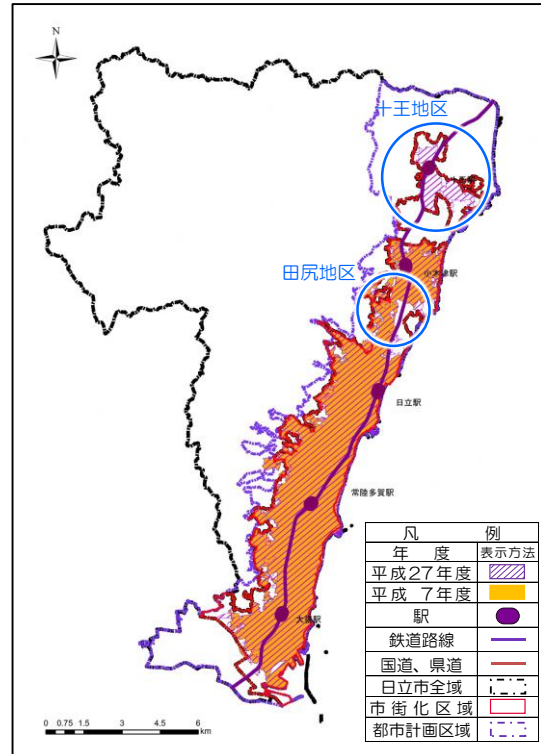 N
十王地区
十王駅
小木津駅
田尻地区
日立駅
常陸多賀駅
大甕駅
凡 例
年 度 表示方法
平成27年度
平成 7年度
駅
鉄道路線
国道、県道
日立市全域
市街化区域
都市計画区域
0 0.75 1.5 3 4.5 6
km